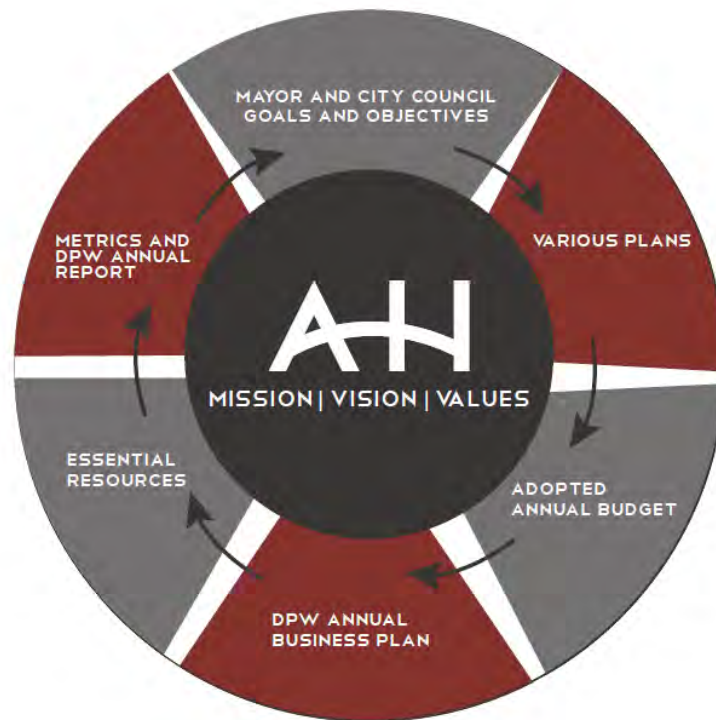 MAYOR AND CITY COUNCIL
GOALS AND OBJECTIVES
VARIOUS PLANS
ADOPTED
ANNUAL BUDGET
DPW ANNUAL
BUSINESS PLAN
ESSENTIAL
RESOURCES
METRICS AND
DPW ANNUAL
REPORT
AH
MISSION | VISION | VALUES